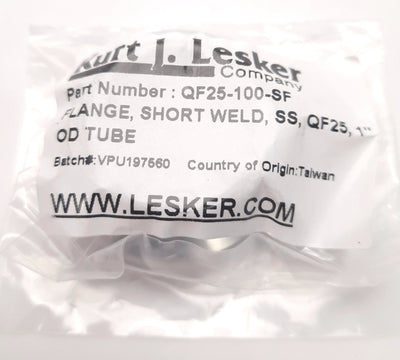 Kurt J. Lesker
Company
Part Number : QF25-100-SF
FLANGE, SHORT WELD, SS, QF25, 1"
OD TUBE
Batch#:VPU197560 Country of Origin:Taiwan
WWW.LESKER.COM